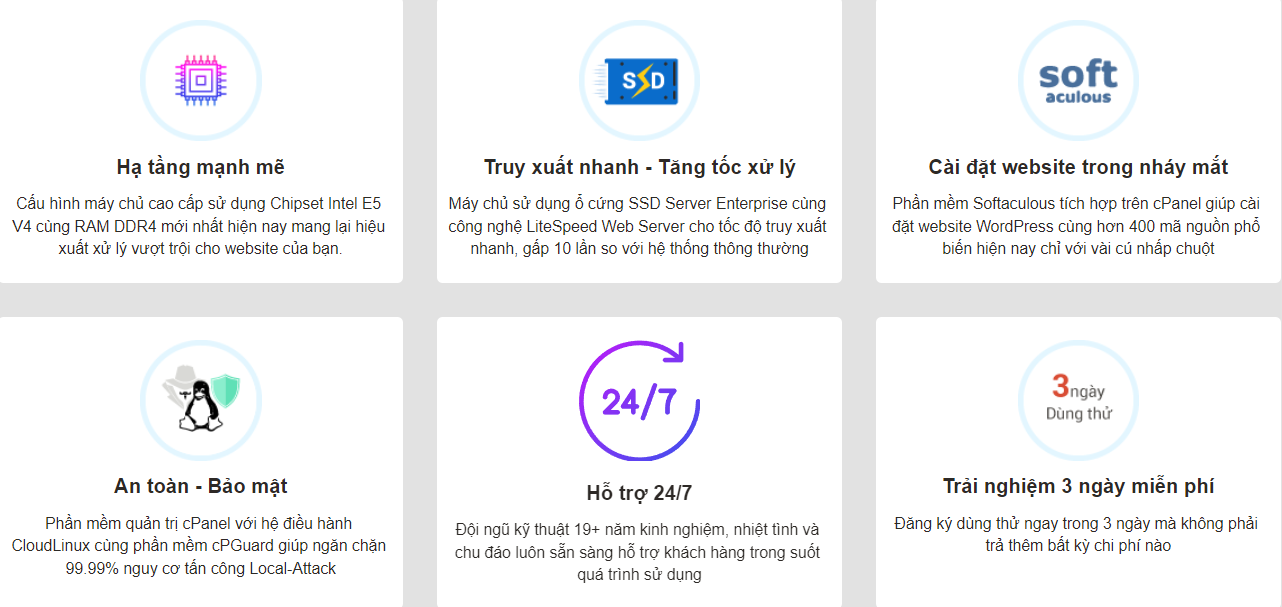 SSD
soft
aculous
Hạ tầng mạnh mẽ
Truy xuất nhanh - Tăng tốc xử lý
Cài đặt website trong nháy mắt
Cấu hình máy chủ cao cấp sử dụng Chipset Intel E5
V4 cùng RAM DDR4 mới nhất hiện nay mang lại hiệu
xuất xử lý vượt trội cho website của bạn.
Máy chủ sử dụng ổ cứng SSD Server Enterprise cùng
công nghệ LiteSpeed Web Server cho tốc độ truy xuất
nhanh, gấp 10 lần so với hệ thống thông thường
Phần mềm Softaculous tích hợp trên cPanel giúp cài
đặt website WordPress cùng hơn 400 mã nguồn phổ
biến hiện nay chỉ với vài cú nhấp chuột
24/7
3 ngày
Dùng thử
An toàn - Bảo mật
Hỗ trợ 24/7
Trải nghiệm 3 ngày miễn phí
Phần mềm quản trị cPanel với hệ điều hành
CloudLinux cùng phần mềm cPGuard giúp ngăn chặn
99.99% nguy cơ tấn công Local-Attack
Đội ngũ kỹ thuật 19+ năm kinh nghiệm, nhiệt tình và
chu đáo luôn sẵn sàng hỗ trợ khách hàng trong suốt
quá trình sử dụng
Đăng ký dùng thử ngay trong 3 ngày mà không phải
trả thêm bất kỳ chi phí nào